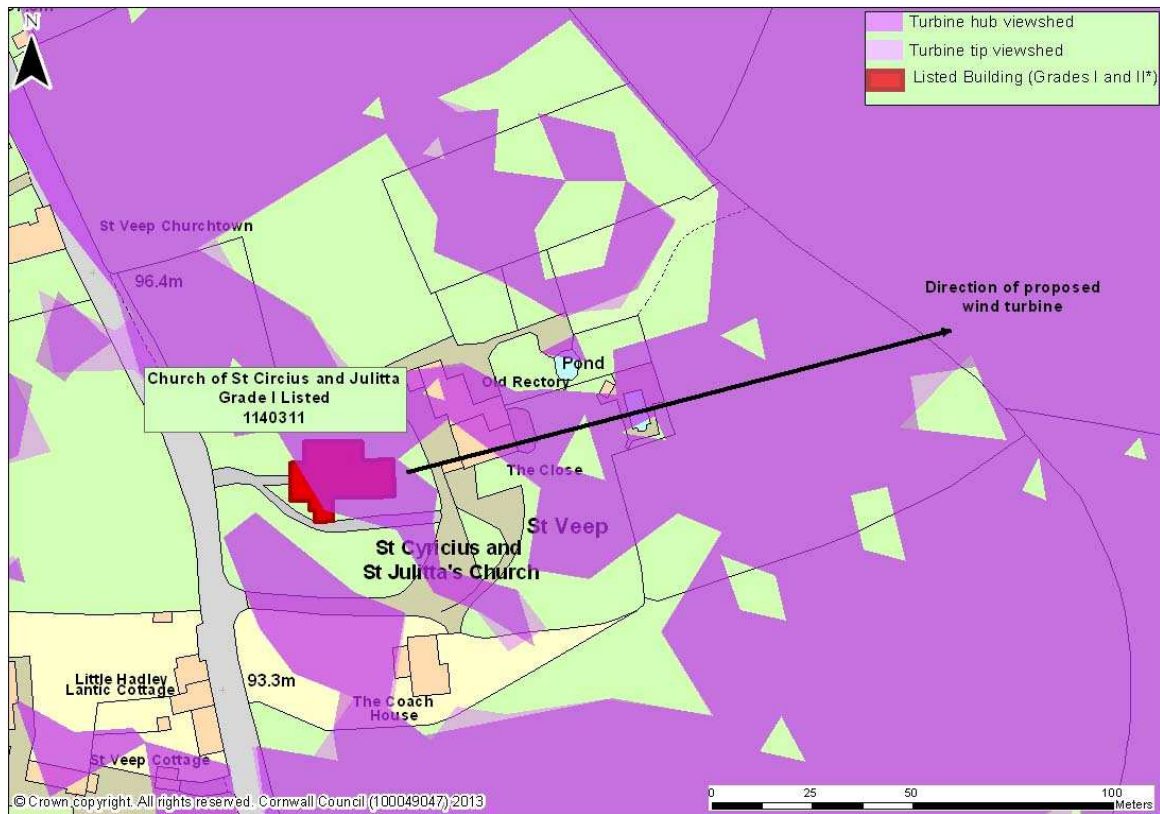 N
Turbine hub viewshed
Turbine tip viewshed
Listed Building (Grades I and II*)
St Veep Churchtown
96.4m
Direction of proposed
wind turbine
Pond
Old Rectory
Church of St Circius and Julitta
Grade I Listed
1140311
The Close
St Veep
St Cyricius and
St Julitta's Church
Little Hadley
Lantic Cottage
93.3m
The Coach
House
St Veep Cottage
© Crown copyright. All rights reserved. Cornwall Council (100049047) 2013
0 25 50 100
Meters